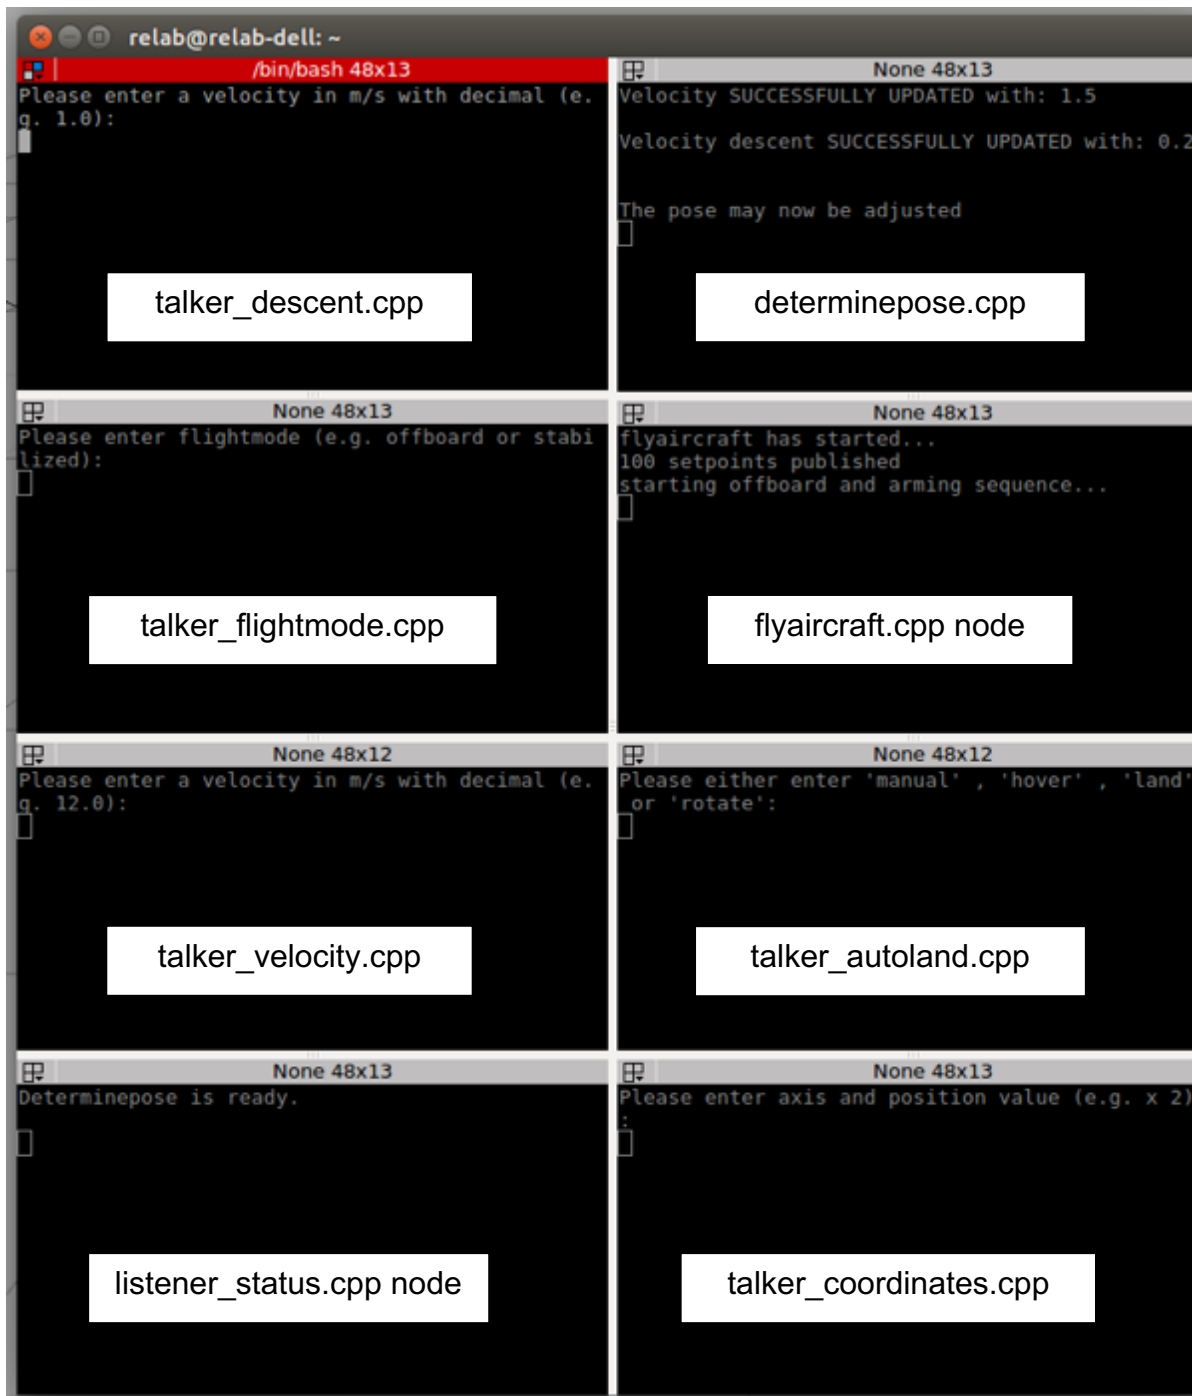 relab@relab-dell: ~
/bin/bash 48x13
Please enter a velocity in m/s with decimal (e.
g. 1.0):
talker_descent.cpp
None 48x13
Velocity SUCCESSFULLY UPDATED with: 1.5
Velocity descent SUCCESSFULLY UPDATED with: 0.2
The pose may now be adjusted
determinepose.cpp
None 48x13
Please enter flightmode (e.g. offboard or stabi
lized):
talker_flightmode.cpp
None 48x13
flyaircraft has started...
100 setpoints published
starting offboard and arming sequence...
flyaircraft.cpp node
None 48x12
Please enter a velocity in m/s with decimal (e.
g. 12.0):
talker_velocity.cpp
None 48x12
Please either enter 'manual' , 'hover' , 'land'
or 'rotate':
talker_autoland.cpp
None 48x13
Determinepose is ready.
listener_status.cpp node
None 48x13
Please enter axis and position value (e.g. x 2)
:
talker_coordinates.cpp